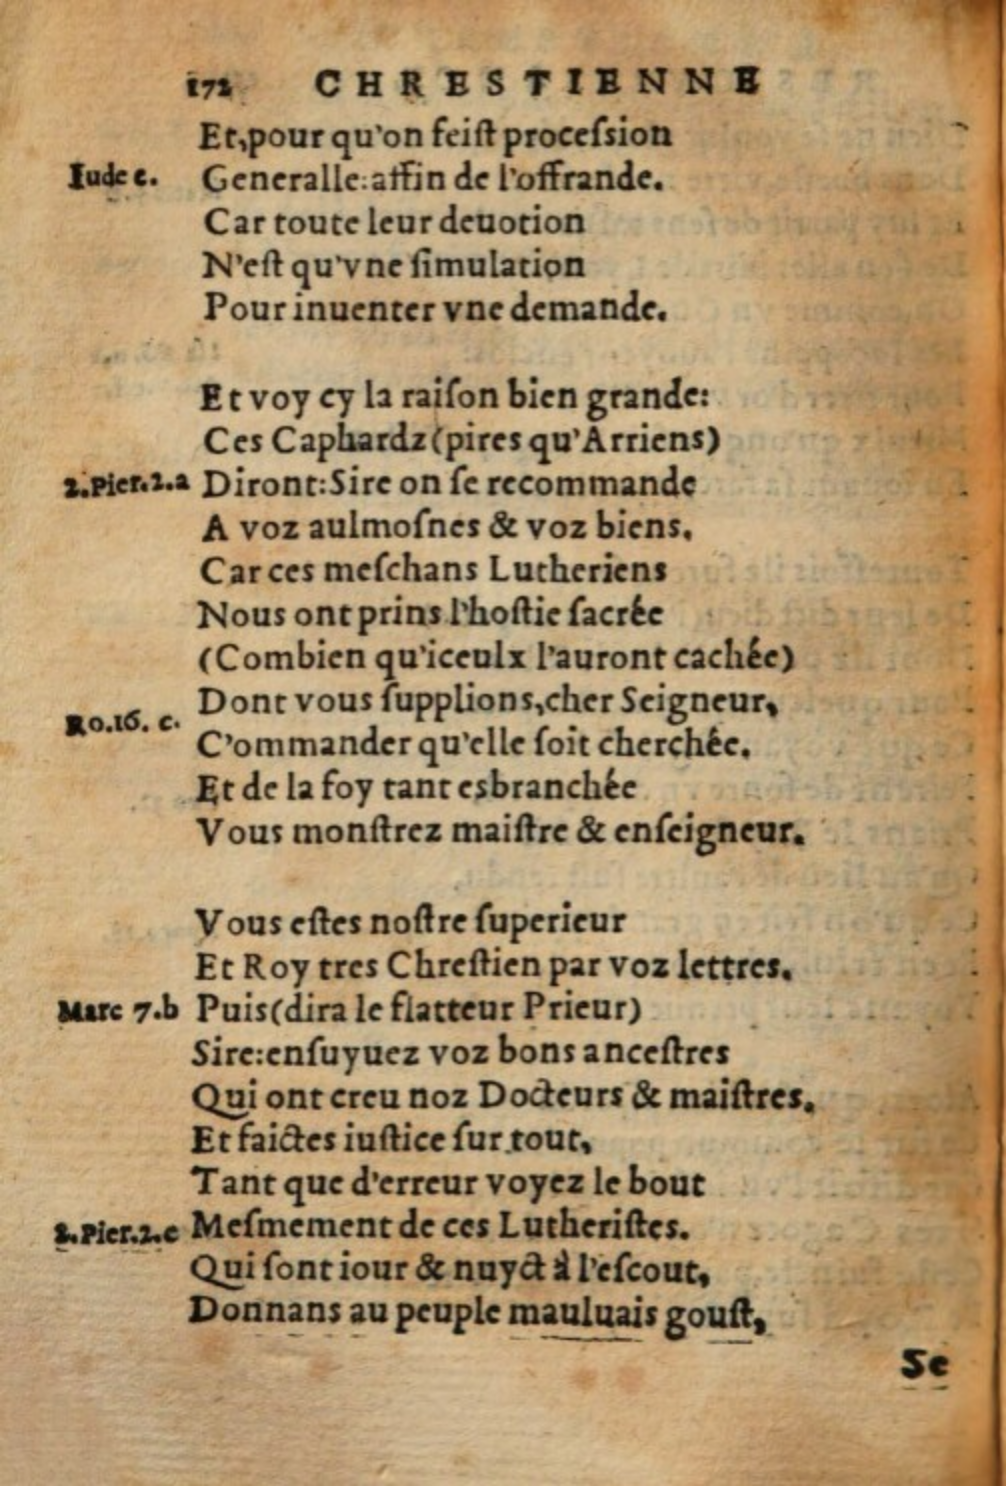 172 CHRESTIENNE
Et, pour qu'on feiſt proceſsion
Iude c. Generalle: affin de l'offrande.
Car toute leur deuotion
N'eſt qu'vne ſimulation
Pour inuenter vne demande.
Et voy cy la raiſon bien grande:
Ces Caphardz (pires qu'Arriens)
2.Pier.2.a Diront: Sire on ſe recommande
A voz aulmoſnes & voz biens.
Car ces meſchans Lutheriens
Nous ont prins l'hoſtie ſacrée
(Combien qu'iceulx l'auront cachée)
Dont vous ſupplions, cher Seigneur,
Ro.16. c. C'ommander qu'elle ſoit cherchée.
Et de la foy tant esbranchée
Vous monſtrez maiſtre & enſeigneur.
Vous eſtes noſtre ſuperieur
Et Roy tres Chreſtien par voz lettres.
Marc 7.b Puis (dira le flatteur Prieur)
Sire: enſuyuez voz bons anceſtres
Qui ont creu noz Docteurs & maiſtres.
Et faictes iuſtice ſur tout,
Tant que d'erreur voyez le bout
2.Pier.2.c Meſmement de ces Lutheriſtes.
Qui ſont iour & nuyct à l'eſcout,
Donnans au peuple mauluais gouſt,
Se